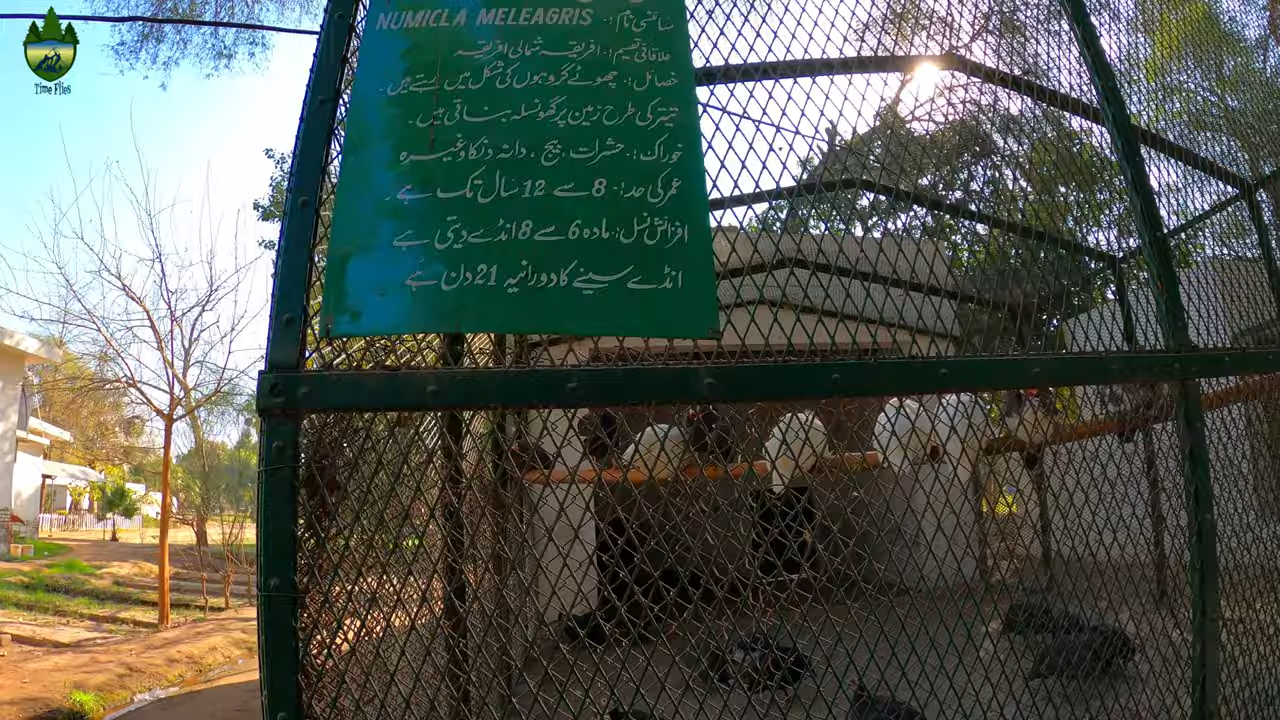 Time Flies
سائنسی نام:- NUMICLA MELEAGRIS
علاقائی تقسیم:- افریقہ شمالی افریقہ
خصائل:- چھوٹے گروہوں کی شکل میں رہتے ہیں۔
تیتر کی طرح زمین پر گھونسلہ بناتی ہیں۔
خوراک:- حشرات، بیج، دانہ دنکا وغیرہ
عمر کی حد:- 8 سے 12 سال تک ہے۔
افزائش نسل:- مادہ 6 سے 8 انڈے دیتی ہے
انڈے سینے کا دورانیہ 21 دن ہے